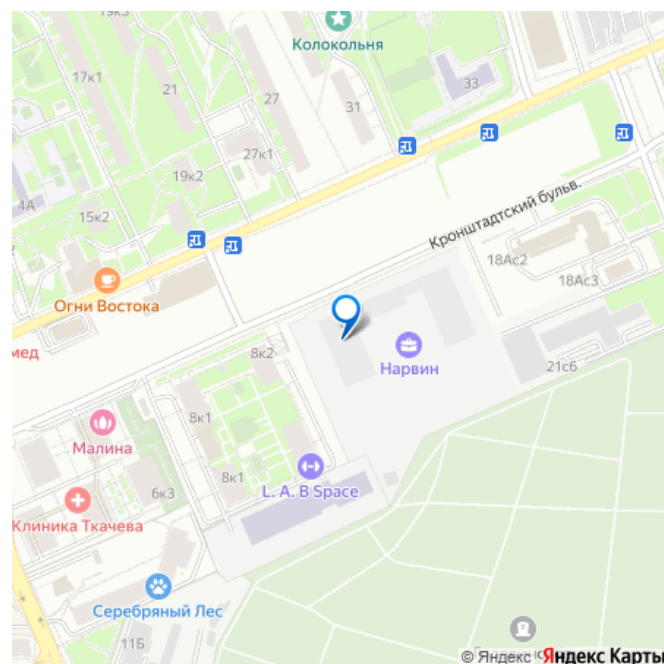 Колокольня
17к1
21
27
31
33
27к1
19к2
4А
15к2
Кронштадтский бульв.
18Ас2
18Ас3
Огни Востока
мед
8к2
Нарвин
21с6
8к1
Малина
8к1
6к3
L. A. B Space
Клиника Ткачева
Серебряный Лес
11Б
© Яндекс Яндекс Карты